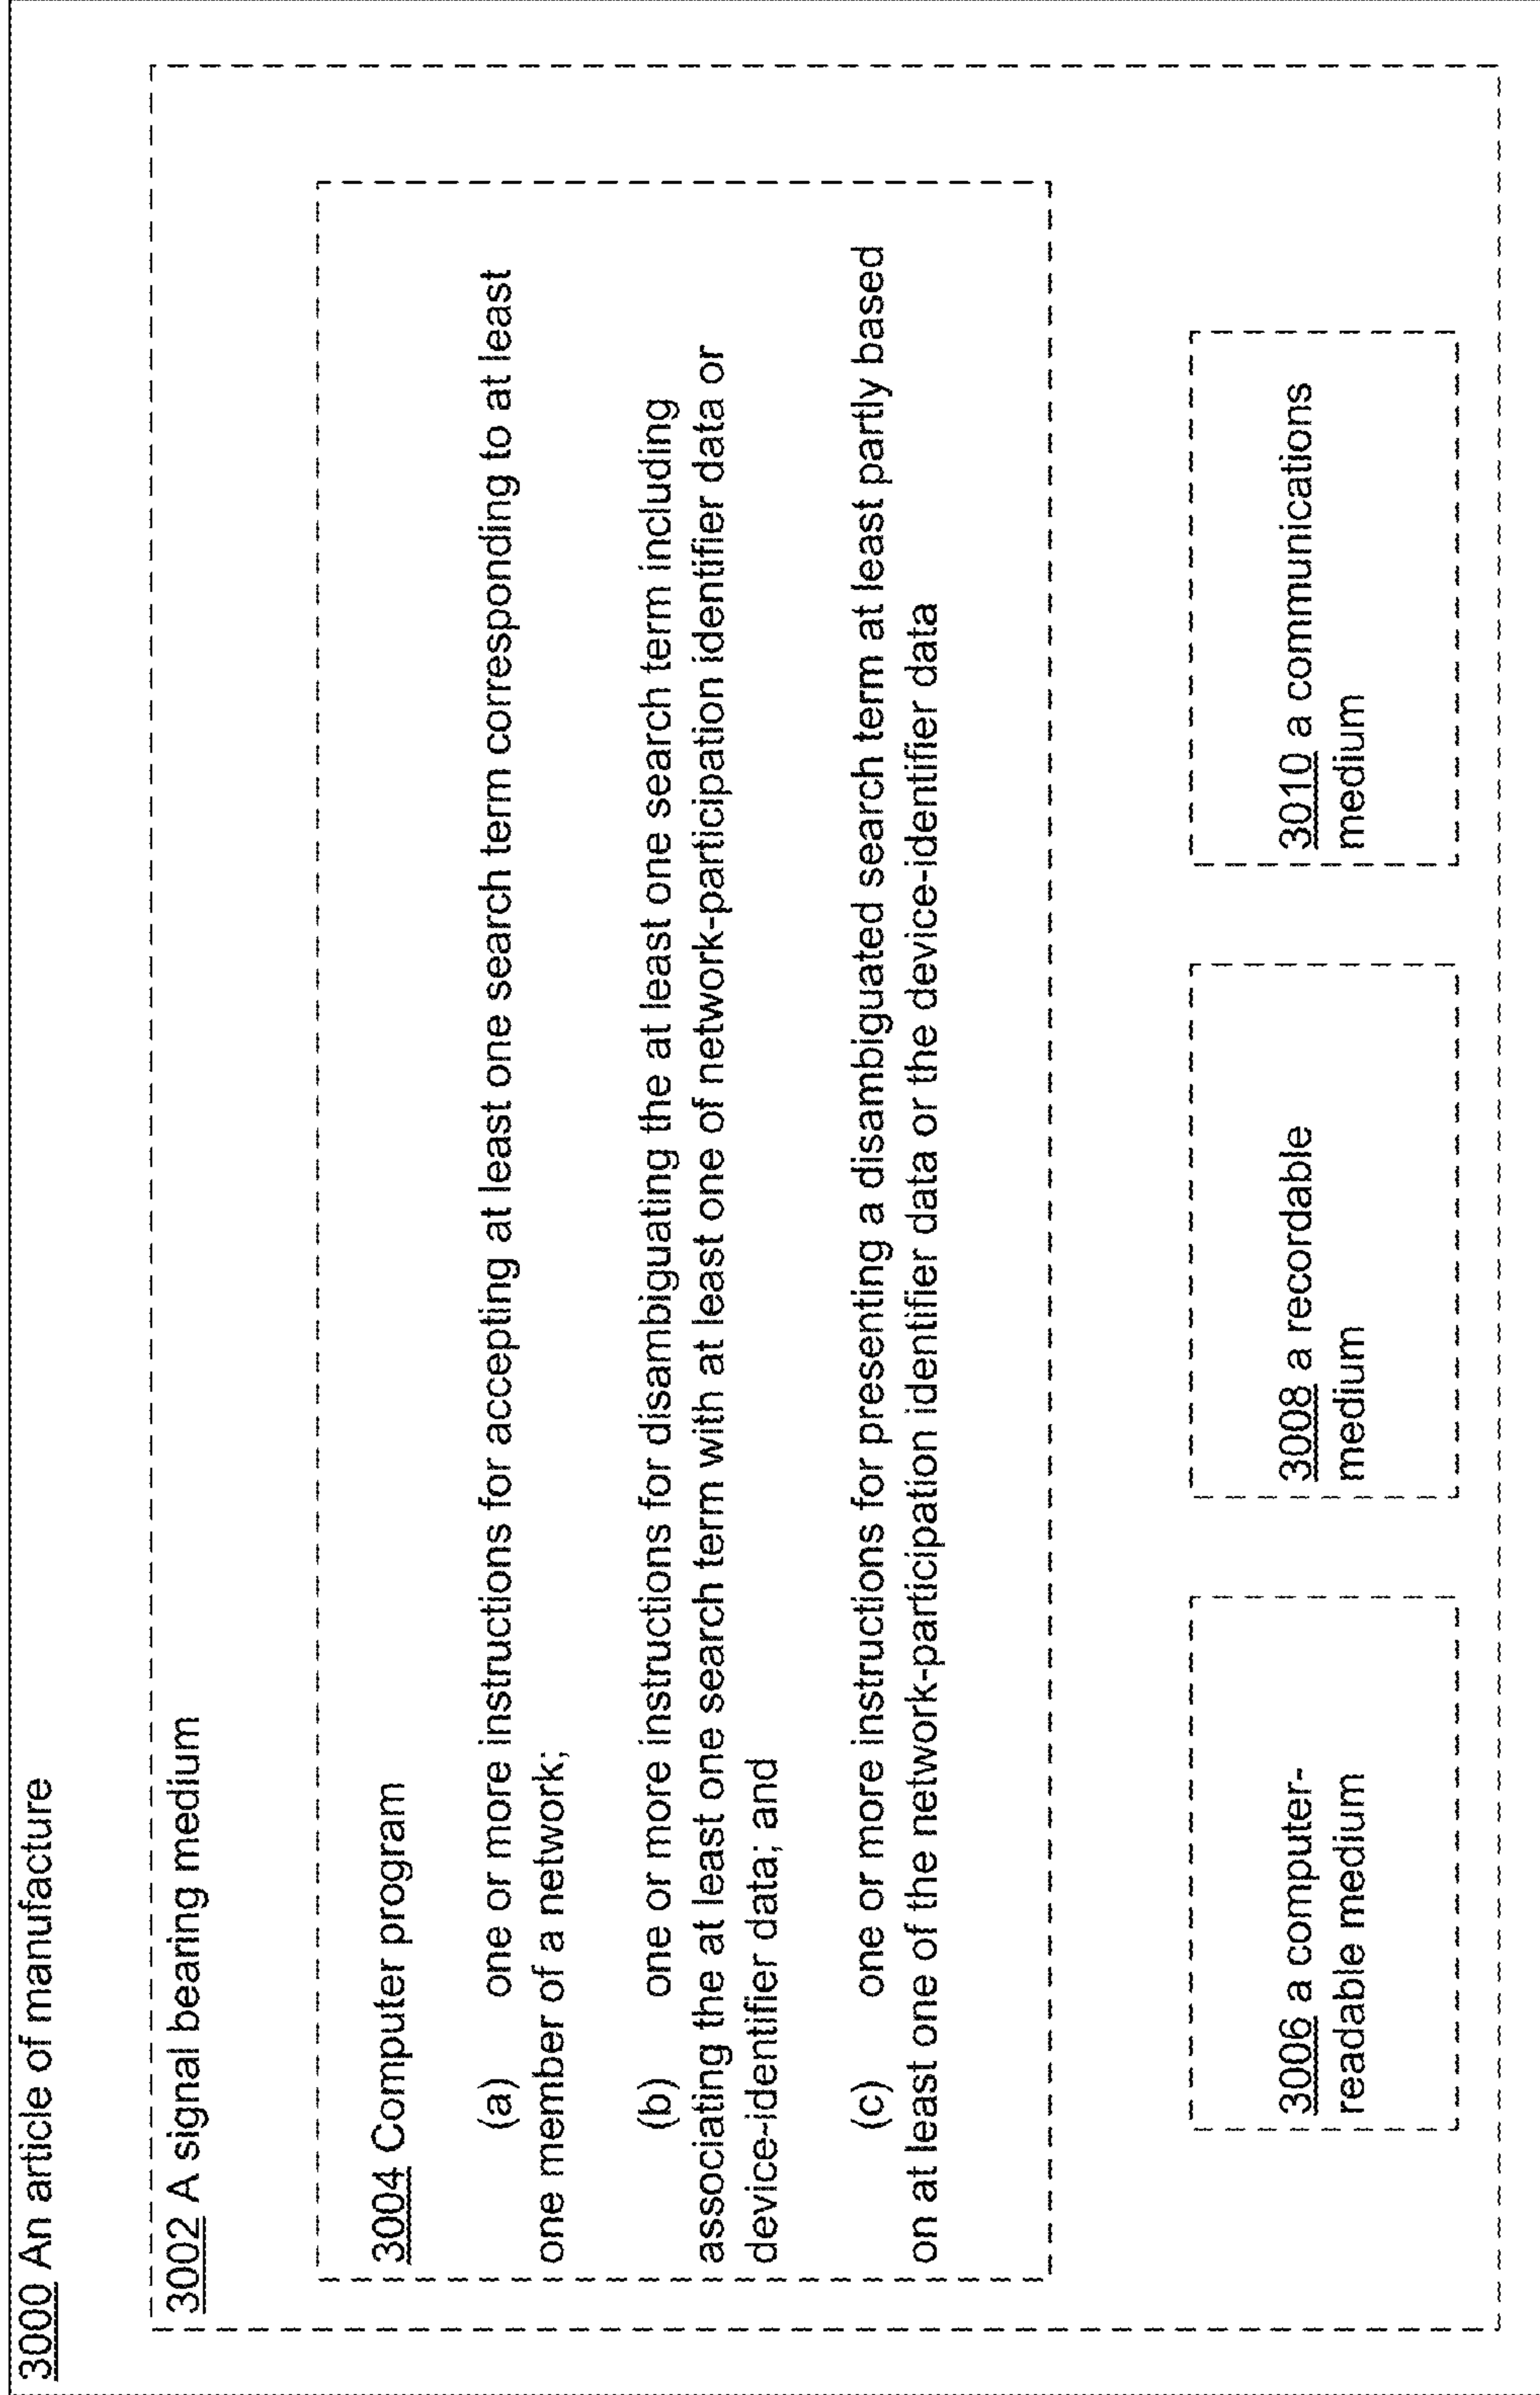 3000 An article of manufacture
3002 A signal bearing medium
3004 Computer program
(a) one or more instructions for accepting at least one search term corresponding to at least
one member of a network;
(b) one or more instructions for disambiguating the at least one search term including
associating the at least one search term with at least one of network-participation identifier data or
device-identifier data; and
(c) one or more instructions for presenting a disambiguated search term at least partly based
on at least one of the network-participation identifier data or the device-identifier data
3006 a computer-
readable medium
3008 a recordable
medium
3010 a communications
medium